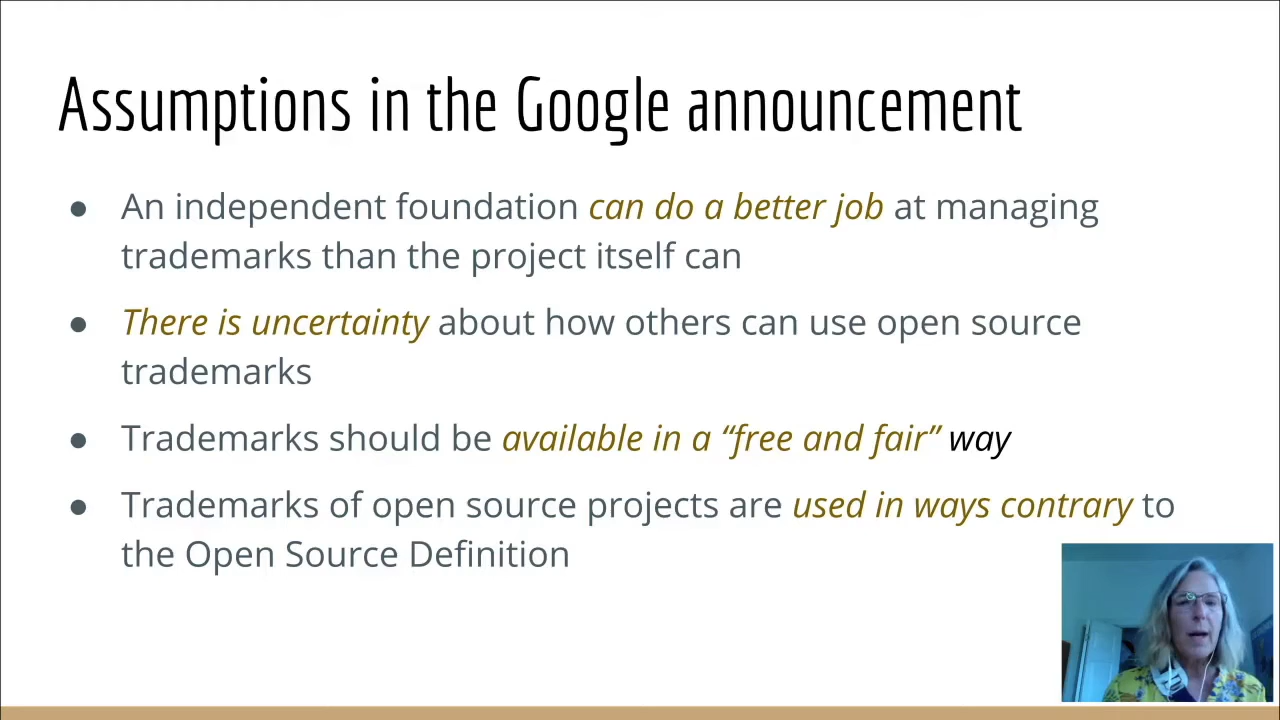 Assumptions in the Google announcement
● An independent foundation can do a better job at managing
trademarks than the project itself can
● There is uncertainty about how others can use open source
trademarks
● Trademarks should be available in a “free and fair” way
● Trademarks of open source projects are used in ways contrary to
the Open Source Definition